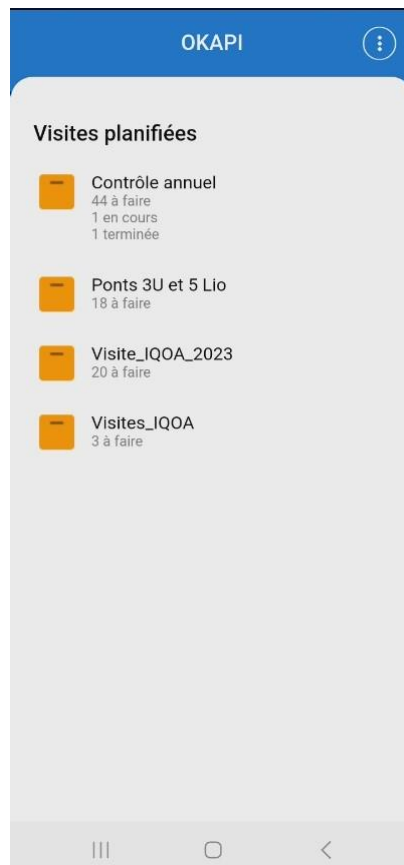 OKAPI
Visites planifiées
Contrôle annuel
44 à faire
1 en cours
1 terminée
Ponts 3U et 5 Lio
18 à faire
Visite_IQOA_2023
20 à faire
Visites_IQOA
3 à faire